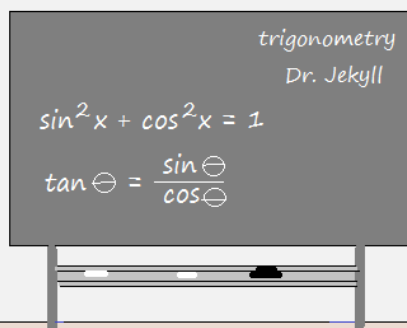 trigonometry
Dr. Jekyll
sin²x + cos²x = 1
tan θ = sin θ / cos θ